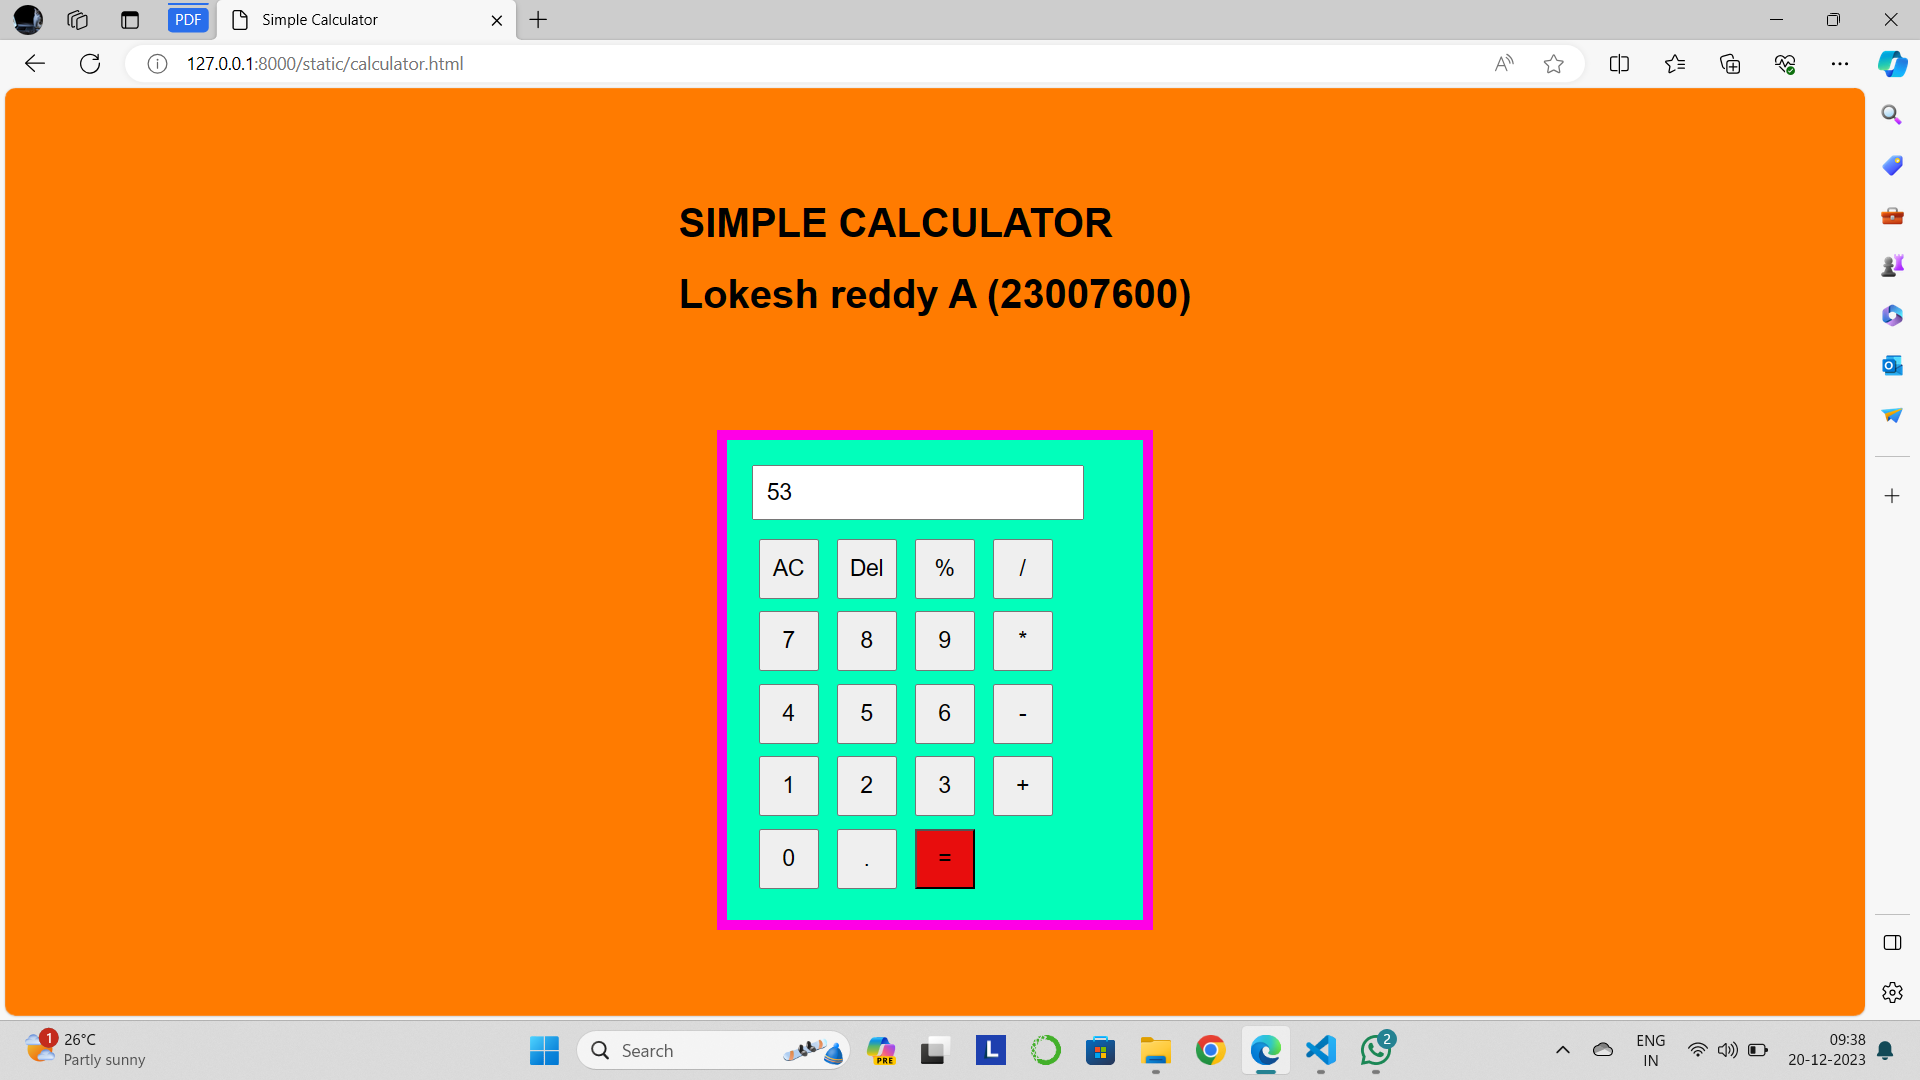 PDF
Simple Calculator
127.0.0.1:8000/static/calculator.html
SIMPLE CALCULATOR
Lokesh reddy A (23007600)
53
AC Del % /
7 8 9 *
4 5 6 -
1 2 3 +
0 . =
1
26°C
Partly sunny
Search
PRE
L
2
ENG
IN
09:38
20-12-2023